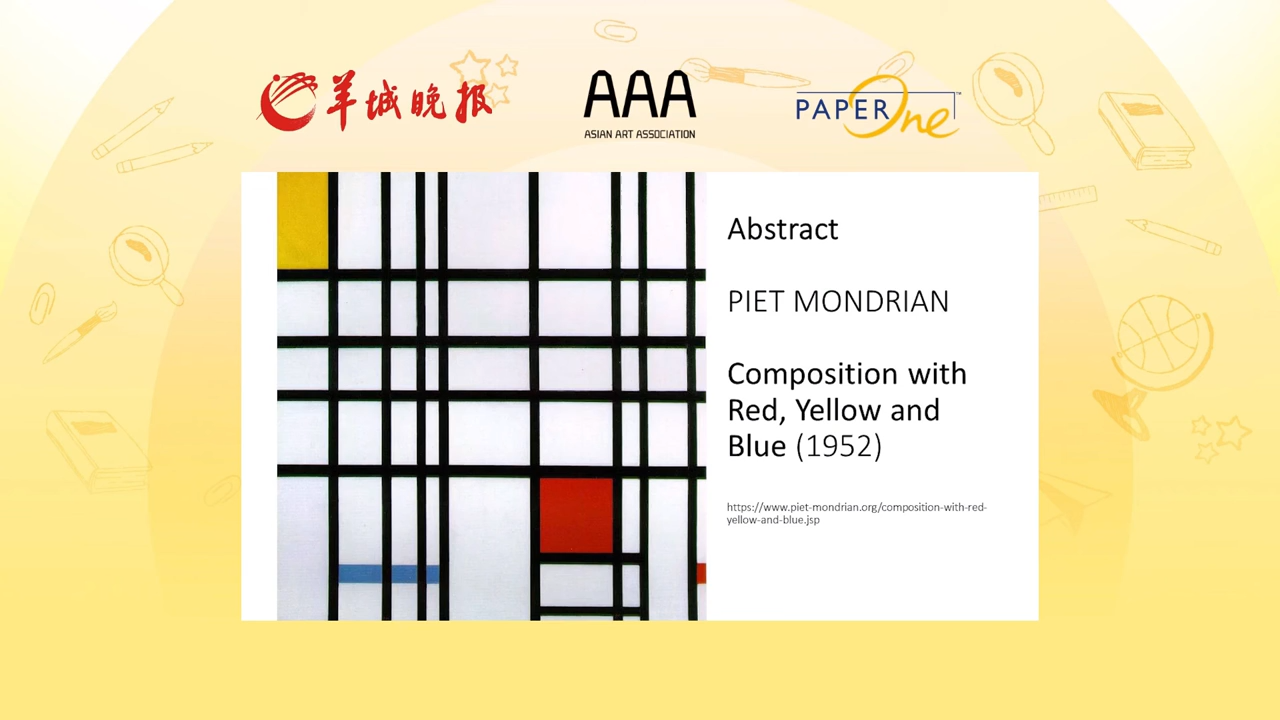 羊城晚报
AAA
ASIAN ART ASSOCIATION
PAPER One™
Abstract
PIET MONDRIAN
Composition with
Red, Yellow and
Blue (1952)
https://www.piet-mondrian.org/composition-with-red-
yellow-and-blue.jsp